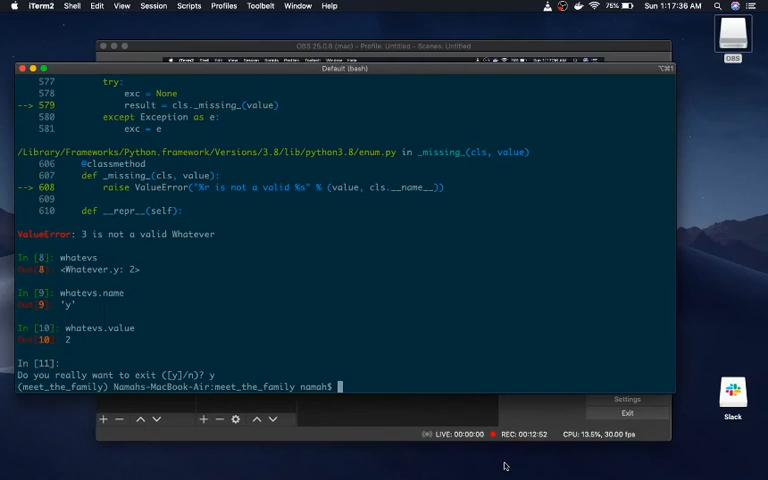 iTerm2 Shell Edit View Session Scripts Profiles Toolbelt Window Help 75% Sun 1:17:36 AM
OBS 25.0.8 (mac) - Profile: Untitled - Scenes: Untitled
Default (bash) ⌥⌘1
577 try:
578 exc = None
--> 579 result = cls._missing_(value)
580 except Exception as e:
581 exc = e
/Library/Frameworks/Python.framework/Versions/3.8/lib/python3.8/enum.py in _missing_(cls, value)
606 @classmethod
607 def _missing_(cls, value):
--> 608 raise ValueError("%r is not a valid %s" % (value, cls.__name__))
609
610 def __repr__(self):
ValueError: 3 is not a valid Whatever
In [8]: whatevs
Out[8]: <Whatever.y: 2>
In [9]: whatevs.name
Out[9]: 'y'
In [10]: whatevs.value
Out[10]: 2
In [11]:
Do you really want to exit ([y]/n)? y
(meet_the_family) Namahs-MacBook-Air:meet_the_family namah$
OBS
Settings
Exit
Slack
LIVE: 00:00:00 REC: 00:12:52 CPU: 13.5%, 30.00 fps